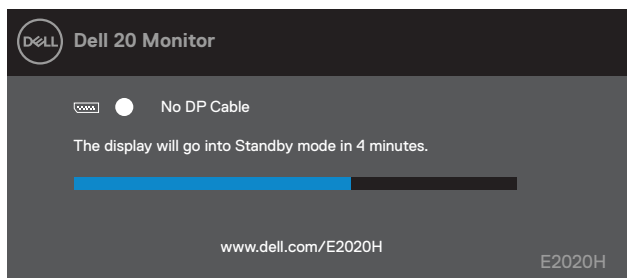 DELL Dell 20 Monitor
No DP Cable
The display will go into Standby mode in 4 minutes.
www.dell.com/E2020H
E2020H